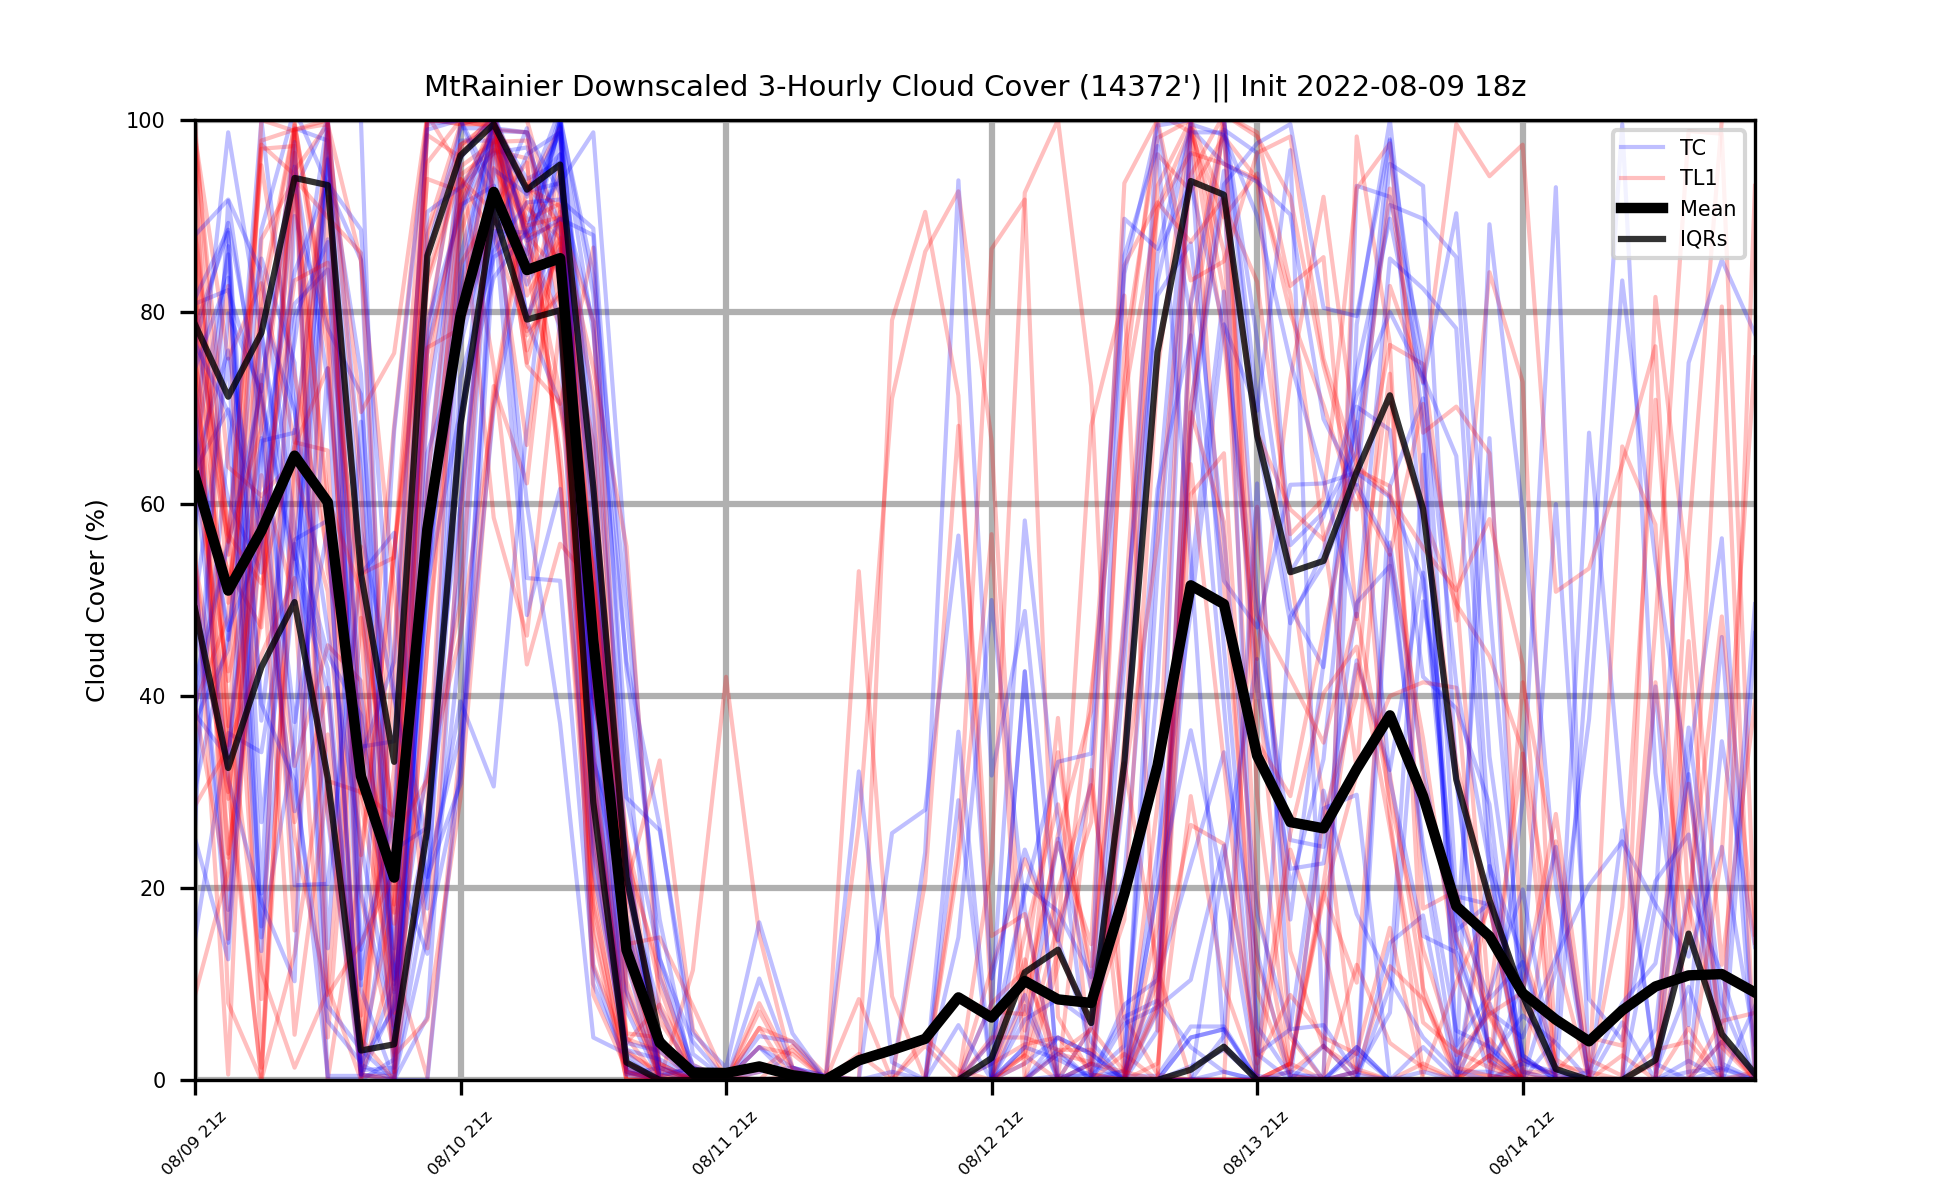 MtRainier Downscaled 3-Hourly Cloud Cover (14372') || Init 2022-08-09 18z
100
80
60
40
20
0
Cloud Cover (%)
TC
TL1
Mean
IQRs
08/09 21z
08/10 21z
08/11 21z
08/12 21z
08/13 21z
08/14 21z